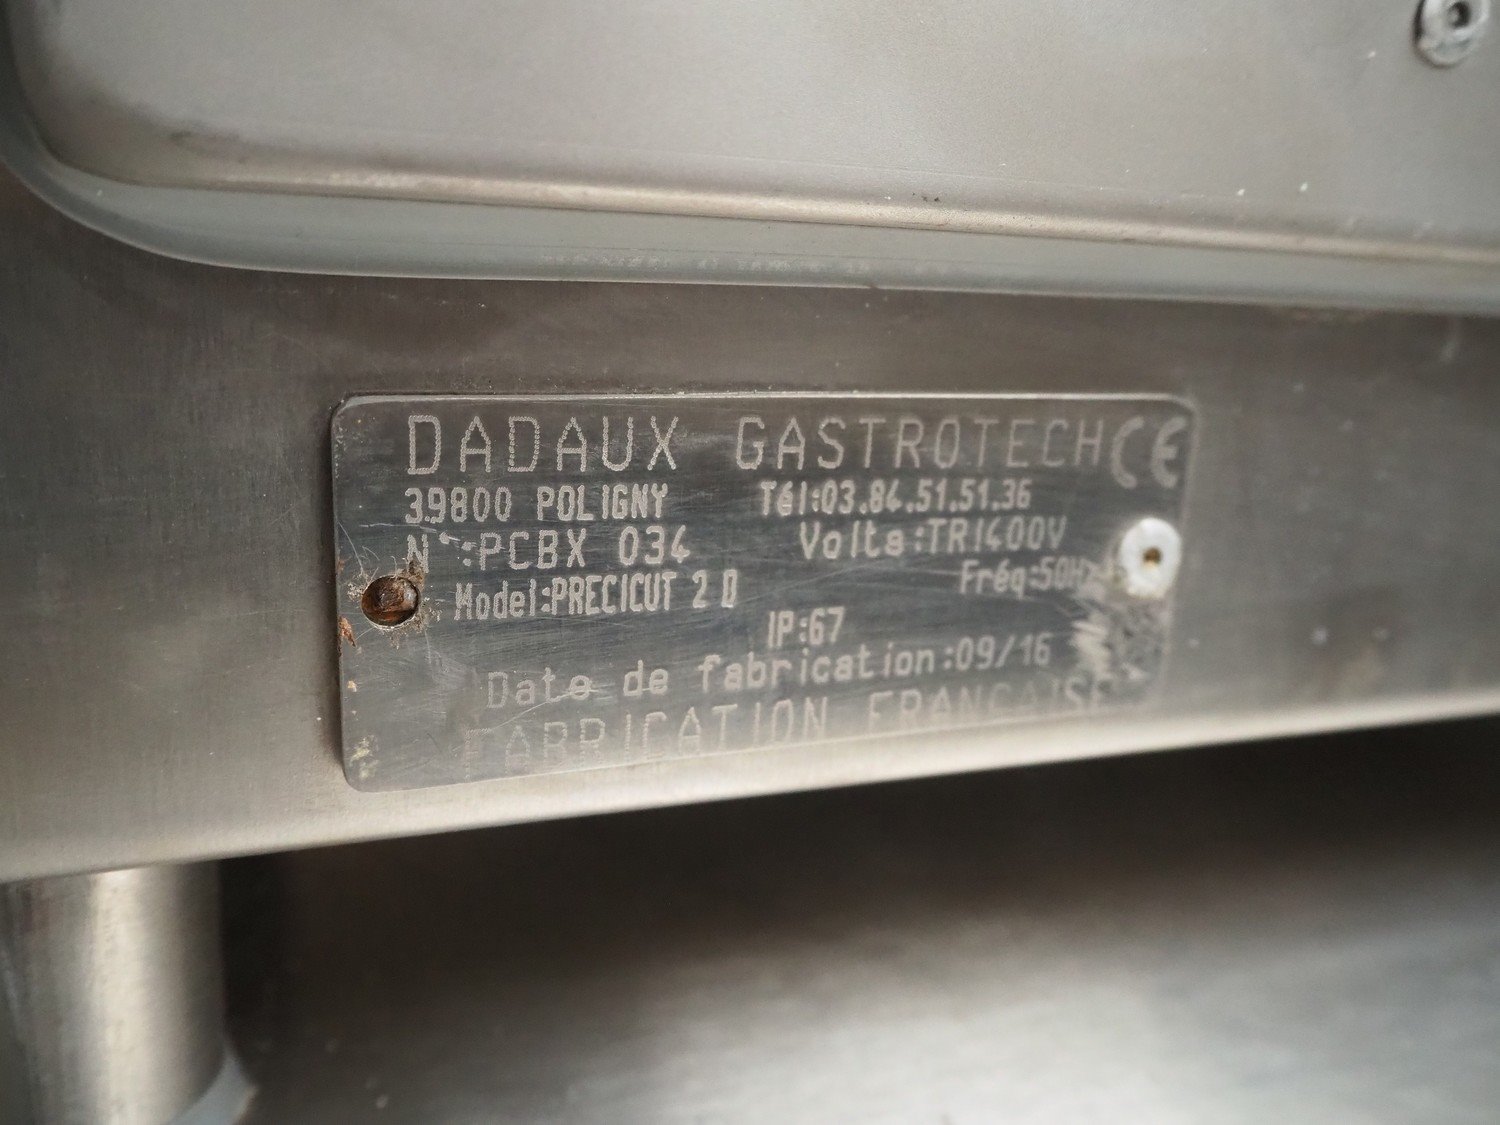 DADAUX GASTROTECH CE
39800 POLIGNY Tél:03.84.51.51.36
N°:PCBX 034 Volts:TRI400V
Model:PRECICUT 2 D Fréq:50Hz
IP:67
Date de fabrication:09/16
FABRICATION FRANCAISE